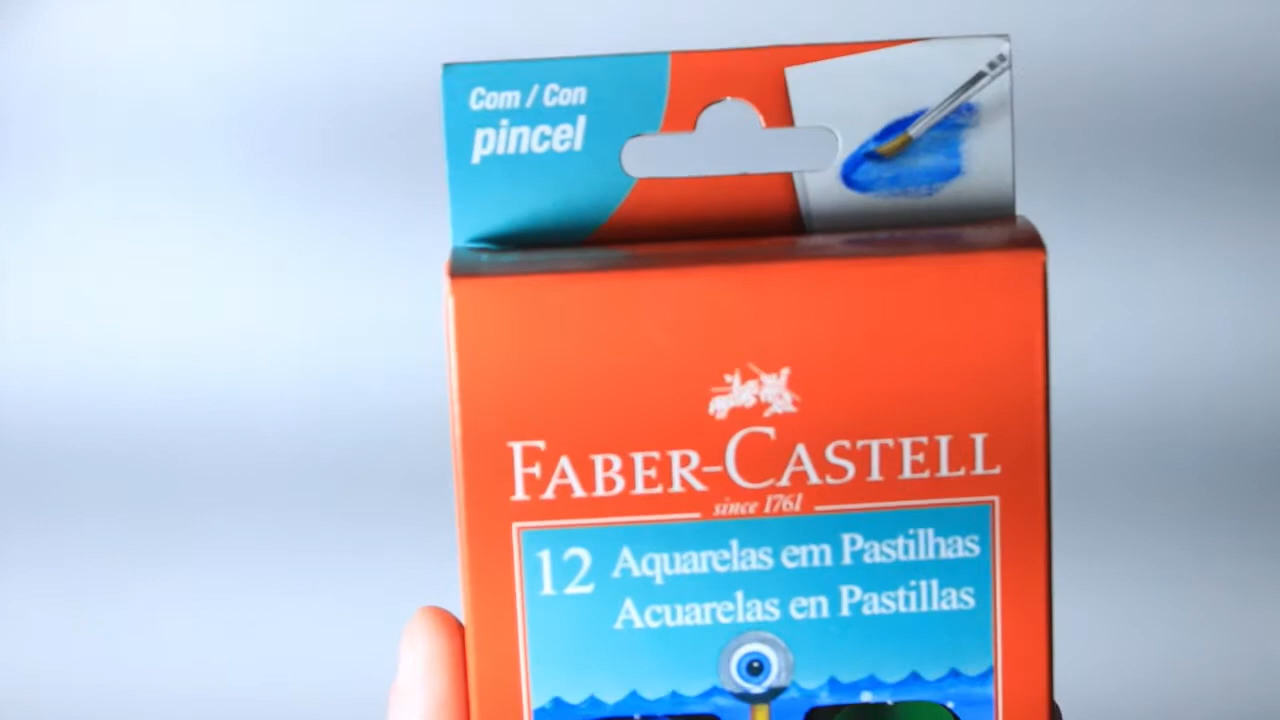 Com / Con
pincel
FABER-CASTELL
since 1761
12 Aquarelas em Pastilhas
Acuarelas en Pastillas